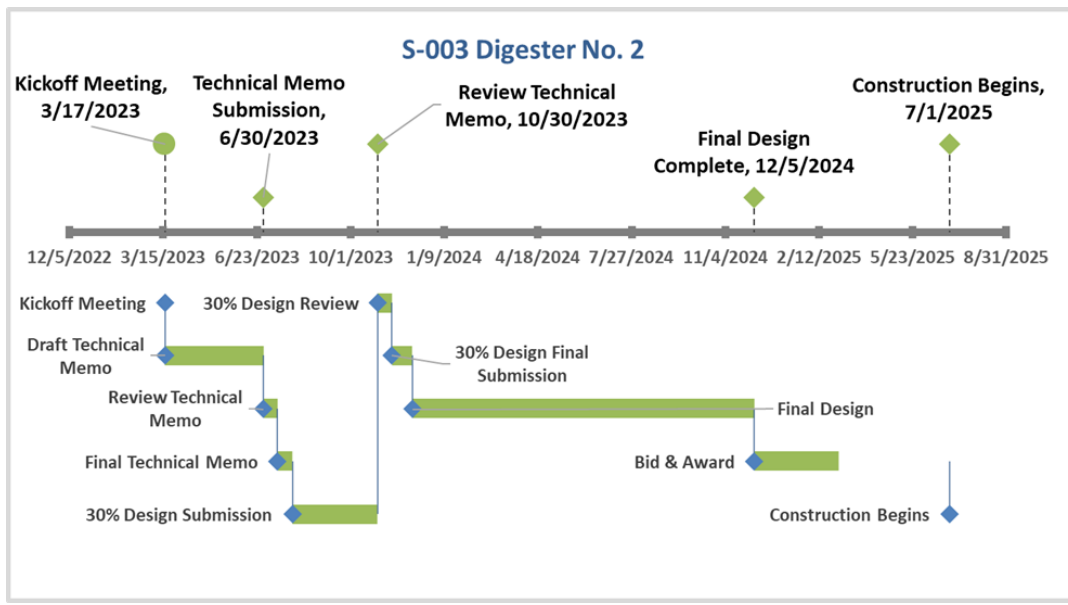 S-003 Digester No. 2
Kickoff Meeting,
3/17/2023
Technical Memo
Submission,
6/30/2023
Review Technical
Memo, 10/30/2023
Final Design
Complete, 12/5/2024
Construction Begins,
7/1/2025
12/5/2022 3/15/2023 6/23/2023 10/1/2023 1/9/2024 4/18/2024 7/27/2024 11/4/2024 2/12/2025 5/23/2025 8/31/2025
Kickoff Meeting
30% Design Review
Draft Technical
Memo
30% Design Final
Submission
Review Technical
Memo
Final Design
Final Technical Memo
Bid & Award
30% Design Submission
Construction Begins